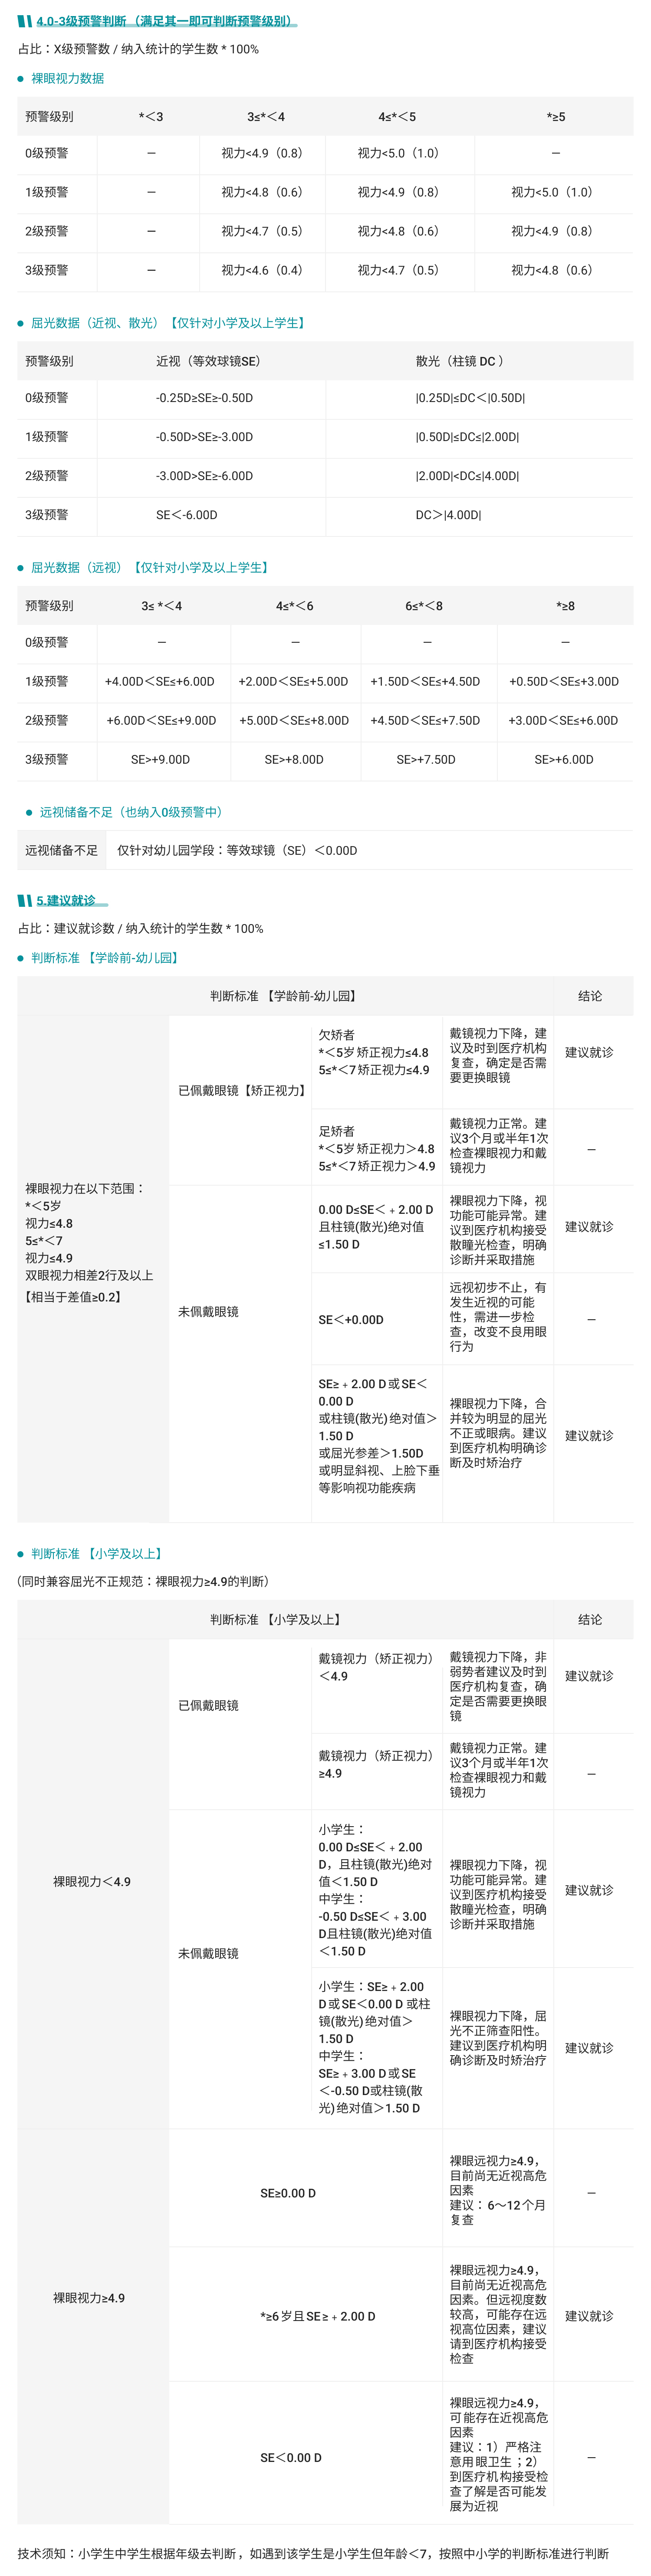 4.0-3级预警判断（满足其一即可判断预警级别）
占比：X级预警数 / 纳入统计的学生数 * 100%
裸眼视力数据
预警级别 *＜3 3≤*＜4 4≤*＜5 *≥5
0级预警 — 视力<4.9（0.8） 视力<5.0（1.0） —
1级预警 — 视力<4.8（0.6） 视力<4.9（0.8） 视力<5.0（1.0）
2级预警 — 视力<4.7（0.5） 视力<4.8（0.6） 视力<4.9（0.8）
3级预警 — 视力<4.6（0.4） 视力<4.7（0.5） 视力<4.8（0.6）
屈光数据（近视、散光）【仅针对小学及以上学生】
预警级别 近视（等效球镜SE） 散光（柱镜 DC ）
0级预警 -0.25D≥SE≥-0.50D |0.25D|≤DC＜|0.50D|
1级预警 -0.50D>SE≥-3.00D |0.50D|≤DC≤|2.00D|
2级预警 -3.00D>SE≥-6.00D |2.00D|<DC≤|4.00D|
3级预警 SE＜-6.00D DC＞|4.00D|
屈光数据（远视）【仅针对小学及以上学生】
预警级别 3≤ *＜4 4≤*＜6 6≤*＜8 *≥8
0级预警 — — — —
1级预警 +4.00D＜SE≤+6.00D +2.00D＜SE≤+5.00D +1.50D＜SE≤+4.50D +0.50D＜SE≤+3.00D
2级预警 +6.00D＜SE≤+9.00D +5.00D＜SE≤+8.00D +4.50D＜SE≤+7.50D +3.00D＜SE≤+6.00D
3级预警 SE>+9.00D SE>+8.00D SE>+7.50D SE>+6.00D
远视储备不足（也纳入0级预警中）
远视储备不足 仅针对幼儿园学段：等效球镜（SE）＜0.00D
5.建议就诊
占比：建议就诊数 / 纳入统计的学生数 * 100%
判断标准 【学龄前-幼儿园】
判断标准 【学龄前-幼儿园】 结论
裸眼视力在以下范围：
*＜5岁
视力≤4.8
5≤*＜7
视力≤4.9
双眼视力相差2行及以上
【相当于差值≥0.2】
已佩戴眼镜【矫正视力】
欠矫者
*＜5岁 矫正视力≤4.8
5≤*＜7 矫正视力≤4.9
戴镜视力下降，建
议及时到医疗机构
复查，确定是否需
要更换眼镜
建议就诊
足矫者
*＜5岁 矫正视力＞4.8
5≤*＜7 矫正视力＞4.9
戴镜视力正常。建
议3个月或半年1次
检查裸眼视力和戴
镜视力
—
未佩戴眼镜
0.00 D≤SE＜﹢2.00 D
且柱镜(散光)绝对值
≤1.50 D
裸眼视力下降，视
功能可能异常。建
议到医疗机构接受
散瞳光检查，明确
诊断并采取措施
建议就诊
SE＜+0.00D
远视初步不止，有
发生近视的可能
性，需进一步检
查，改变不良用眼
行为
—
SE≥﹢2.00 D 或 SE＜
0.00 D
或柱镜(散光) 绝对值＞
1.50 D
或屈光参差＞1.50D
或明显斜视、上脸下垂
等影响视功能疾病
裸眼视力下降，合
并较为明显的屈光
不正或眼病。建议
到医疗机构明确诊
断及时矫治疗
建议就诊
判断标准 【小学及以上】
（同时兼容屈光不正规范：裸眼视力≥4.9的判断）
判断标准 【小学及以上】 结论
裸眼视力＜4.9
已佩戴眼镜
戴镜视力（矫正视力）
＜4.9
戴镜视力下降，非
弱势者建议及时到
医疗机构复查，确
定是否需要更换眼
镜
建议就诊
戴镜视力（矫正视力）
≥4.9
戴镜视力正常。建
议3个月或半年1次
检查裸眼视力和戴
镜视力
—
未佩戴眼镜
小学生：
0.00 D≤SE＜﹢2.00
D，且柱镜(散光)绝对
值＜1.50 D
中学生：
-0.50 D≤SE＜﹢3.00
D且柱镜(散光)绝对值
＜1.50 D
裸眼视力下降，视
功能可能异常。建
议到医疗机构接受
散瞳光检查，明确
诊断并采取措施
建议就诊
小学生：SE≥﹢2.00
D 或 SE＜0.00 D 或柱
镜(散光) 绝对值＞
1.50 D
中学生：
SE≥﹢3.00 D 或 SE
＜-0.50 D或柱镜(散
光) 绝对值＞1.50 D
裸眼视力下降，屈
光不正筛查阳性。
建议到医疗机构明
确诊断及时矫治疗
建议就诊
裸眼视力≥4.9
SE≥0.00 D
裸眼远视力≥4.9，
目前尚无近视高危
因素
建议： 6～12 个月
复查
—
*≥6 岁且 SE ≥﹢2.00 D
裸眼远视力≥4.9，
目前尚无近视高危
因素。但远视度数
较高，可能存在远
视高位因素，建议
请到医疗机构接受
检查
建议就诊
SE＜0.00 D
裸眼远视力≥4.9，
可能存在近视高危
因素
建议：1）严格注
意用眼卫生 ；2）
到医疗机构接受检
查了解是否可能发
展为近视
—
技术须知：小学生中学生根据年级去判断 ，如遇到该学生是小学生但年龄＜7，按照中小学的判断标准进行判断